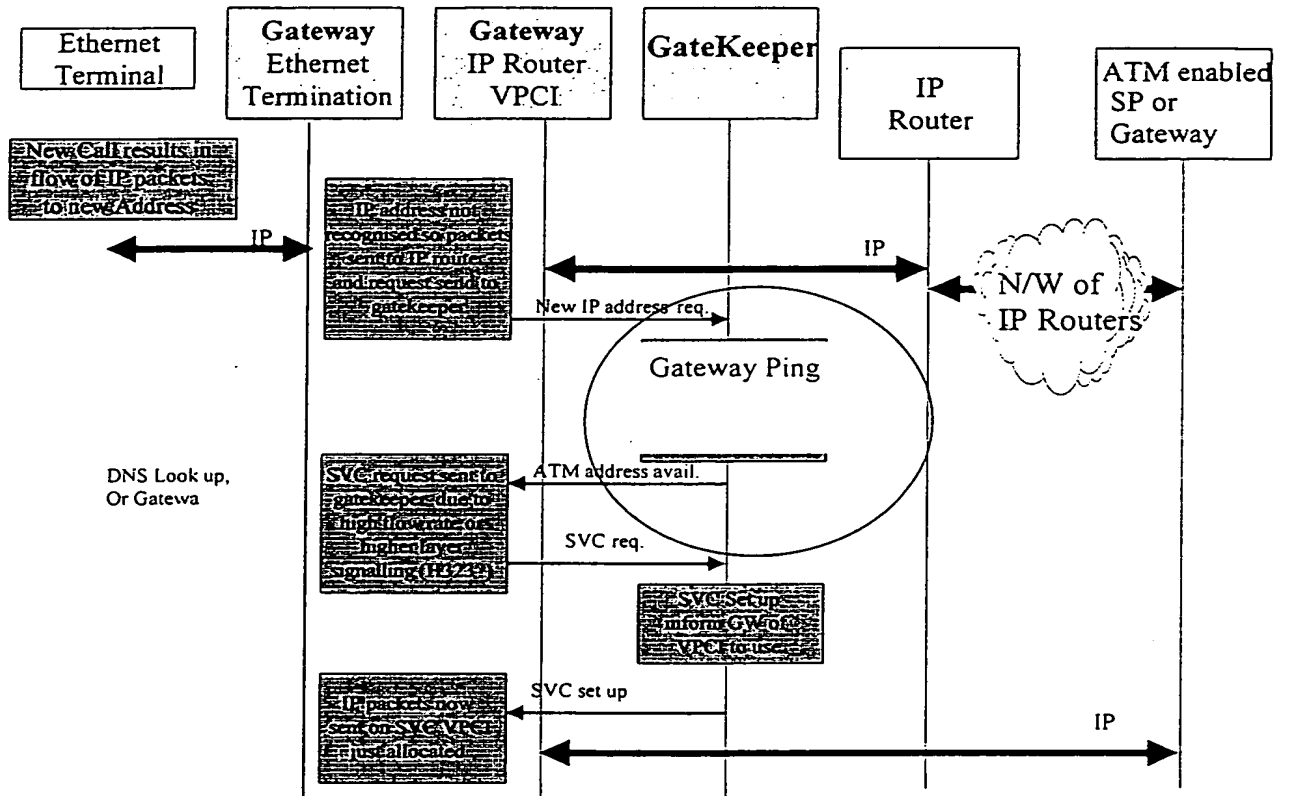 Ethernet
Terminal
Gateway
Ethernet
Termination
Gateway
IP Router
VPCI
GateKeeper
IP
Router
ATM enabled
SP or
Gateway
New Call results in
flow of IP packets
to new Address
IP
IP address not
recognised so packets
sent to IP router
and request send to
gatekeeper
IP
N/W of
IP Routers
New IP address req.
Gateway Ping
DNS Look up,
Or Gatewa
SVC request sent to
gatekeeper due to
high flow rate or
higher layer
signalling (H323?)
ATM address avail.
SVC req.
SVC Set up
inform GW of
VPCI to use
IP packets now
sent on SVC VPCI
just allocated
SVC set up
IP